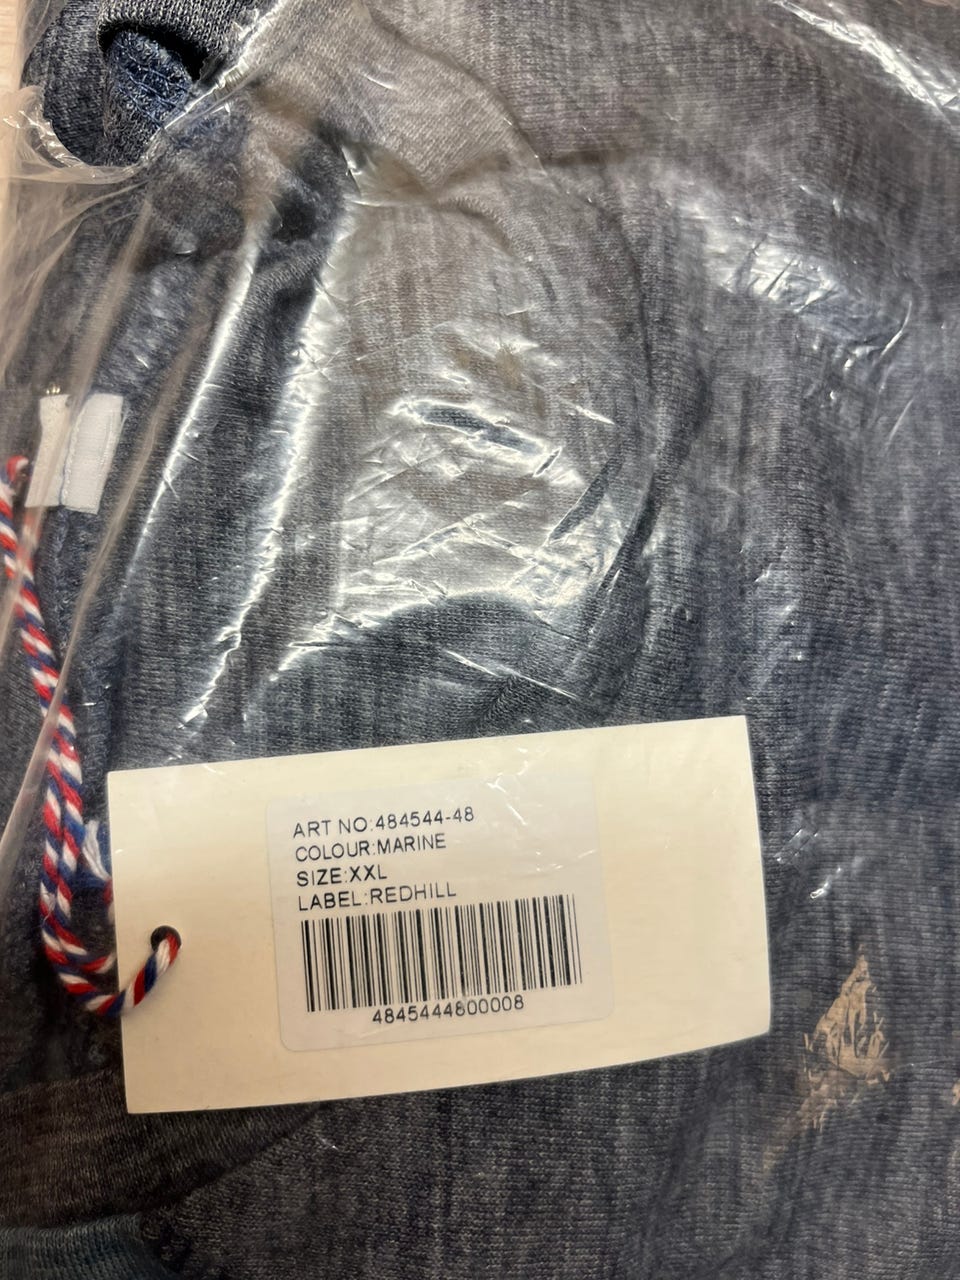 ART NO:484544-48
COLOUR:MARINE
SIZE:XXL
LABEL:REDHILL
4845444800008